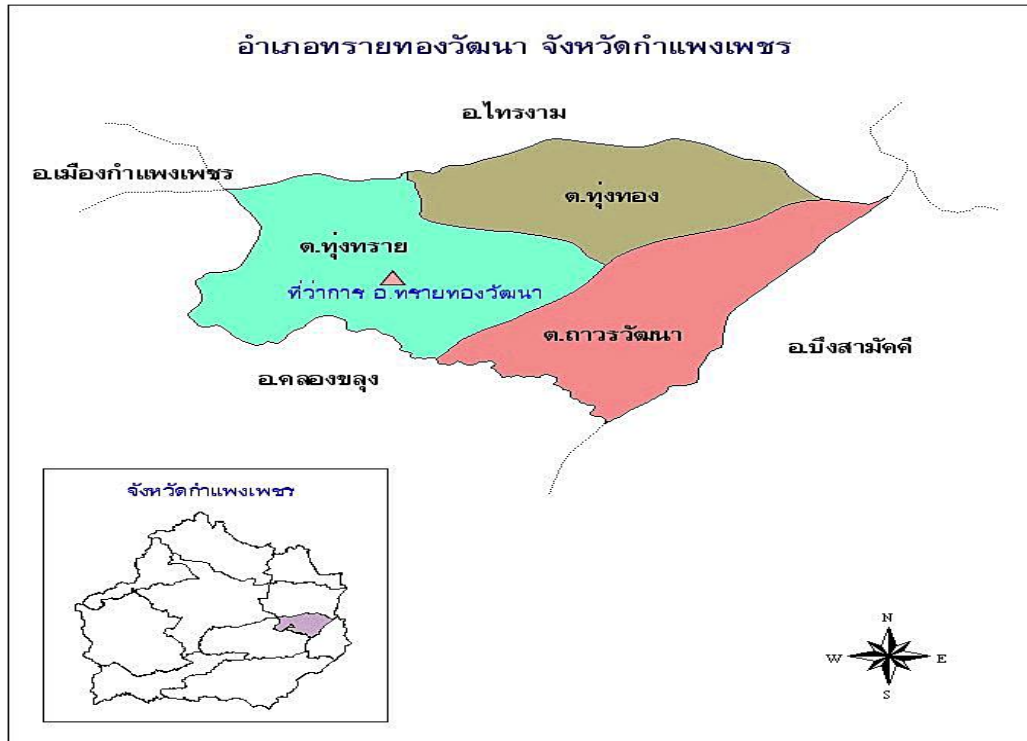 อำเภอทรายทองวัฒนา จังหวัดกำแพงเพชร
อ.ไทรงาม
อ.เมืองกำแพงเพชร
ต.ทุ่งทอง
ต.ทุ่งทราย
ที่ว่าการ อ.ทรายทองวัฒนา
ต.ถาวรวัฒนา
อ.บึงสามัคคี
อ.คลองขลุง
จังหวัดกำแพงเพชร
N
W E
S